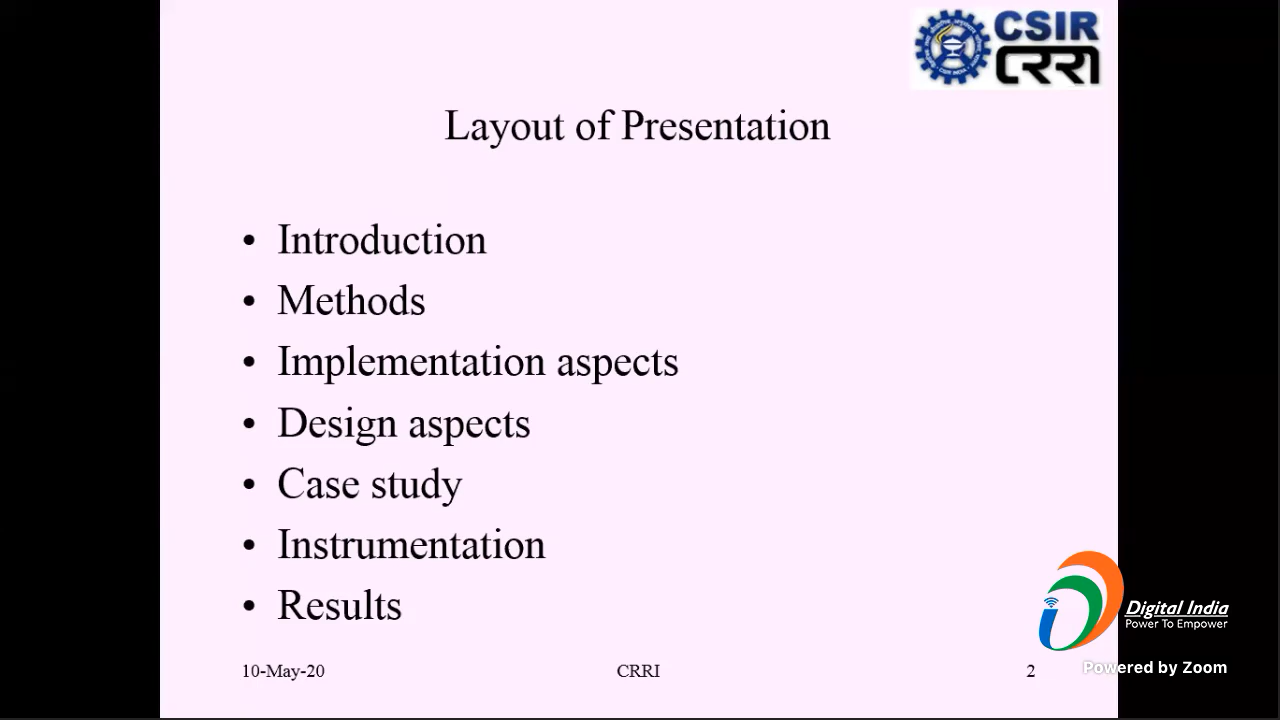 CSIR
CRRI
Layout of Presentation
• Introduction
• Methods
• Implementation aspects
• Design aspects
• Case study
• Instrumentation
• Results
Digital India
Power To Empower
10-May-20 CRRI 2
Powered by Zoom